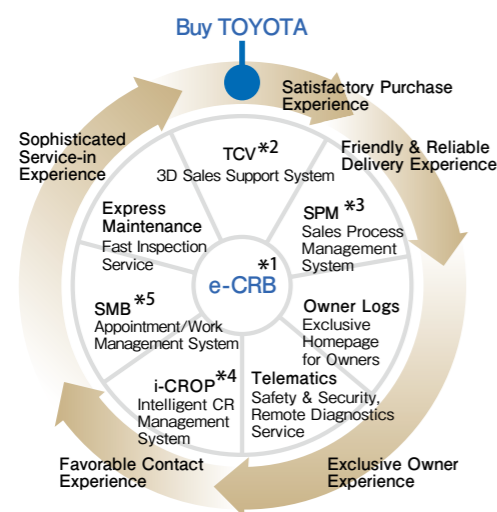 Buy TOYOTA
Satisfactory Purchase
Experience
Friendly & Reliable
Delivery Experience
Sophisticated
Service-in
Experience
TCV*2
3D Sales Support System
Express
Maintenance
Fast Inspection
Service
SPM *3
Sales Process
Management
System
*1
e-CRB
SMB*5
Appointment/Work
Management System
Owner Logs
Exclusive
Homepage
for Owners
i-CROP*4
Intelligent CR
Management
System
Telematics
Safety & Security,
Remote Diagnostics
Service
Favorable Contact
Experience
Exclusive Owner
Experience